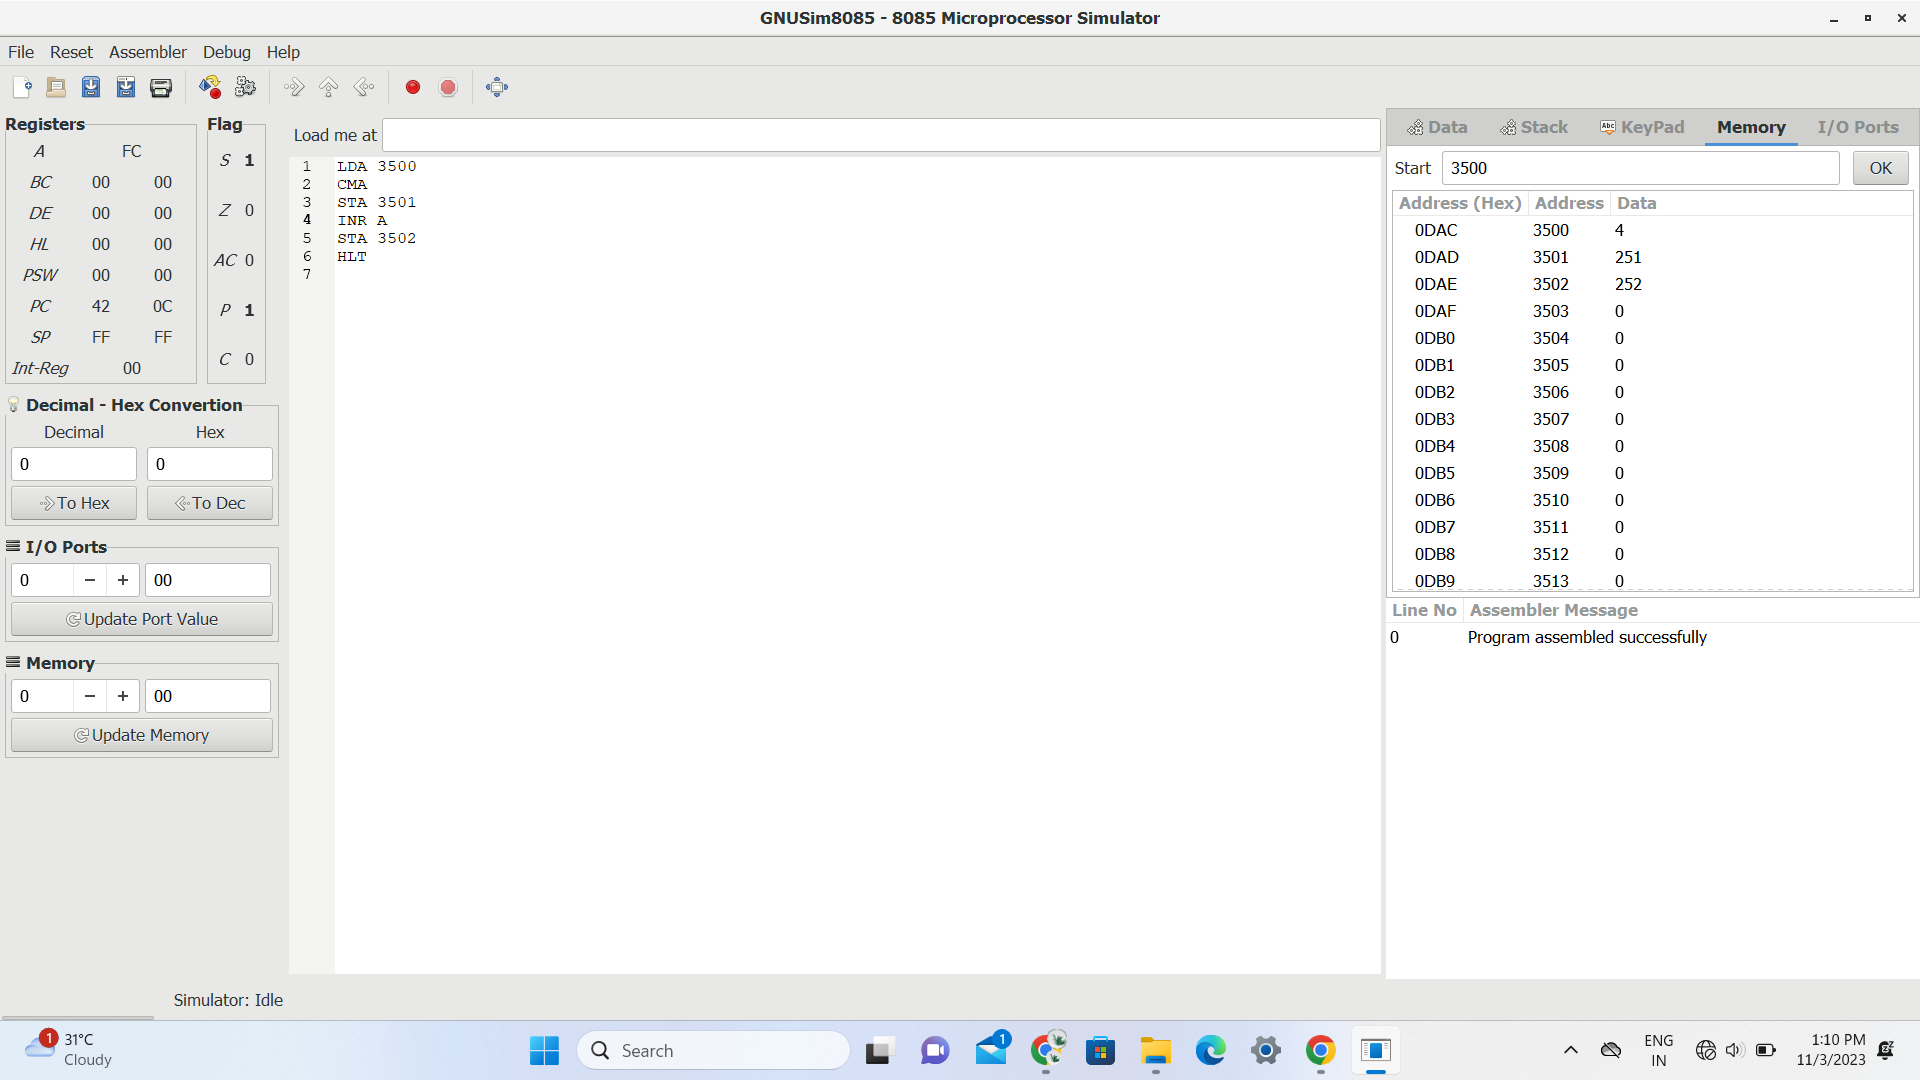 GNUSim8085 - 8085 Microprocessor Simulator
File Reset Assembler Debug Help
Registers
A FC
BC 00 00
DE 00 00
HL 00 00
PSW 00 00
PC 42 0C
SP FF FF
Int-Reg 00
Flag
S 1
Z 0
AC 0
P 1
C 0
Decimal - Hex Convertion
Decimal Hex
0 0
To Hex To Dec
I/O Ports
0 − + 00
Update Port Value
Memory
0 − + 00
Update Memory
Load me at
1 LDA 3500
2 CMA
3 STA 3501
4 INR A
5 STA 3502
6 HLT
7
Data Stack Abc KeyPad Memory I/O Ports
Start 3500 OK
Address (Hex) Address Data
0DAC 3500 4
0DAD 3501 251
0DAE 3502 252
0DAF 3503 0
0DB0 3504 0
0DB1 3505 0
0DB2 3506 0
0DB3 3507 0
0DB4 3508 0
0DB5 3509 0
0DB6 3510 0
0DB7 3511 0
0DB8 3512 0
0DB9 3513 0
Line No Assembler Message
0 Program assembled successfully
Simulator: Idle
1 31°C
Cloudy
Search
1
ENG
IN
1:10 PM
11/3/2023